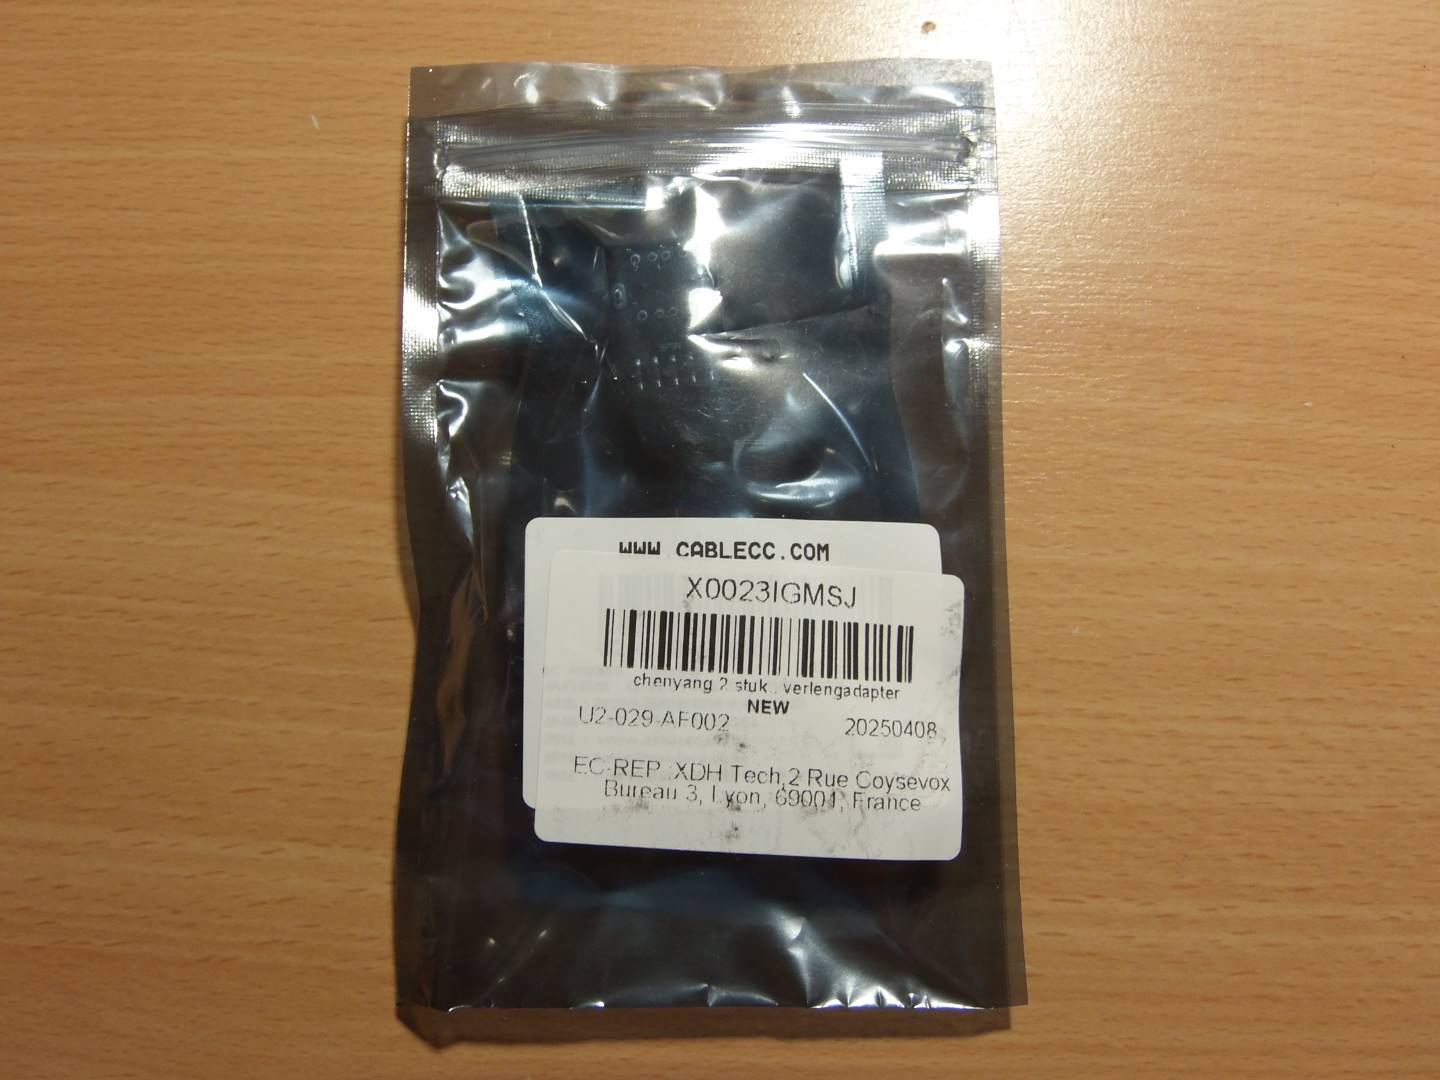 WWW.CABLECC.COM
X0023IGMSJ
chenyang 2 stuk.. verlengadapter
NEW
U2-029-AF002 20250408
EC-REP :XDH Tech,2 Rue Coysevox
Bureau 3, Lyon, 69001, France